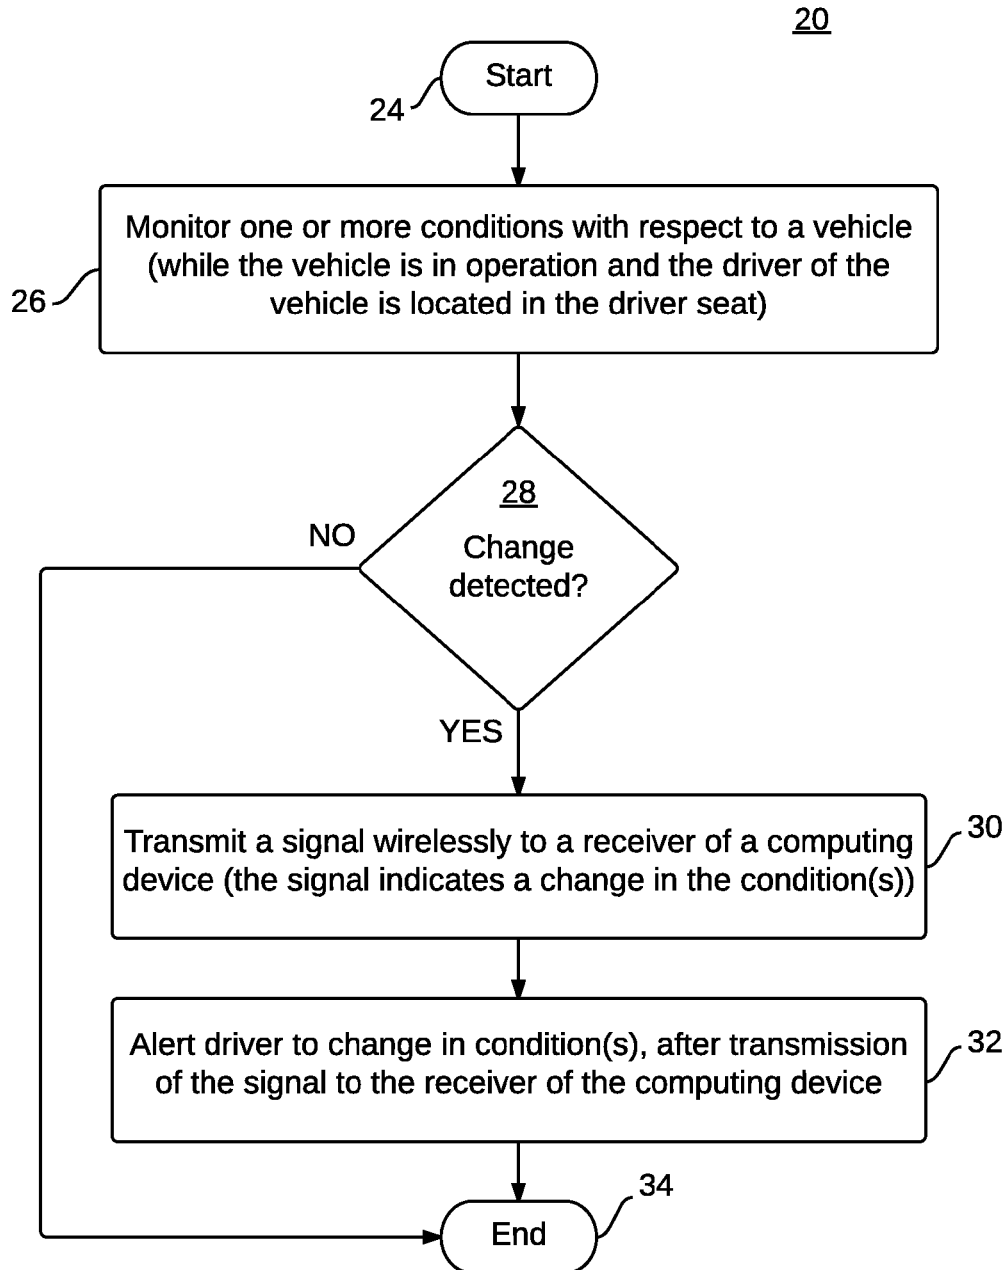 20
Start
24
Monitor one or more conditions with respect to a vehicle
(while the vehicle is in operation and the driver of the
vehicle is located in the driver seat)
26
28
Change
detected?
NO
YES
Transmit a signal wirelessly to a receiver of a computing
device (the signal indicates a change in the condition(s))
30
Alert driver to change in condition(s), after transmission
of the signal to the receiver of the computing device
32
34
End